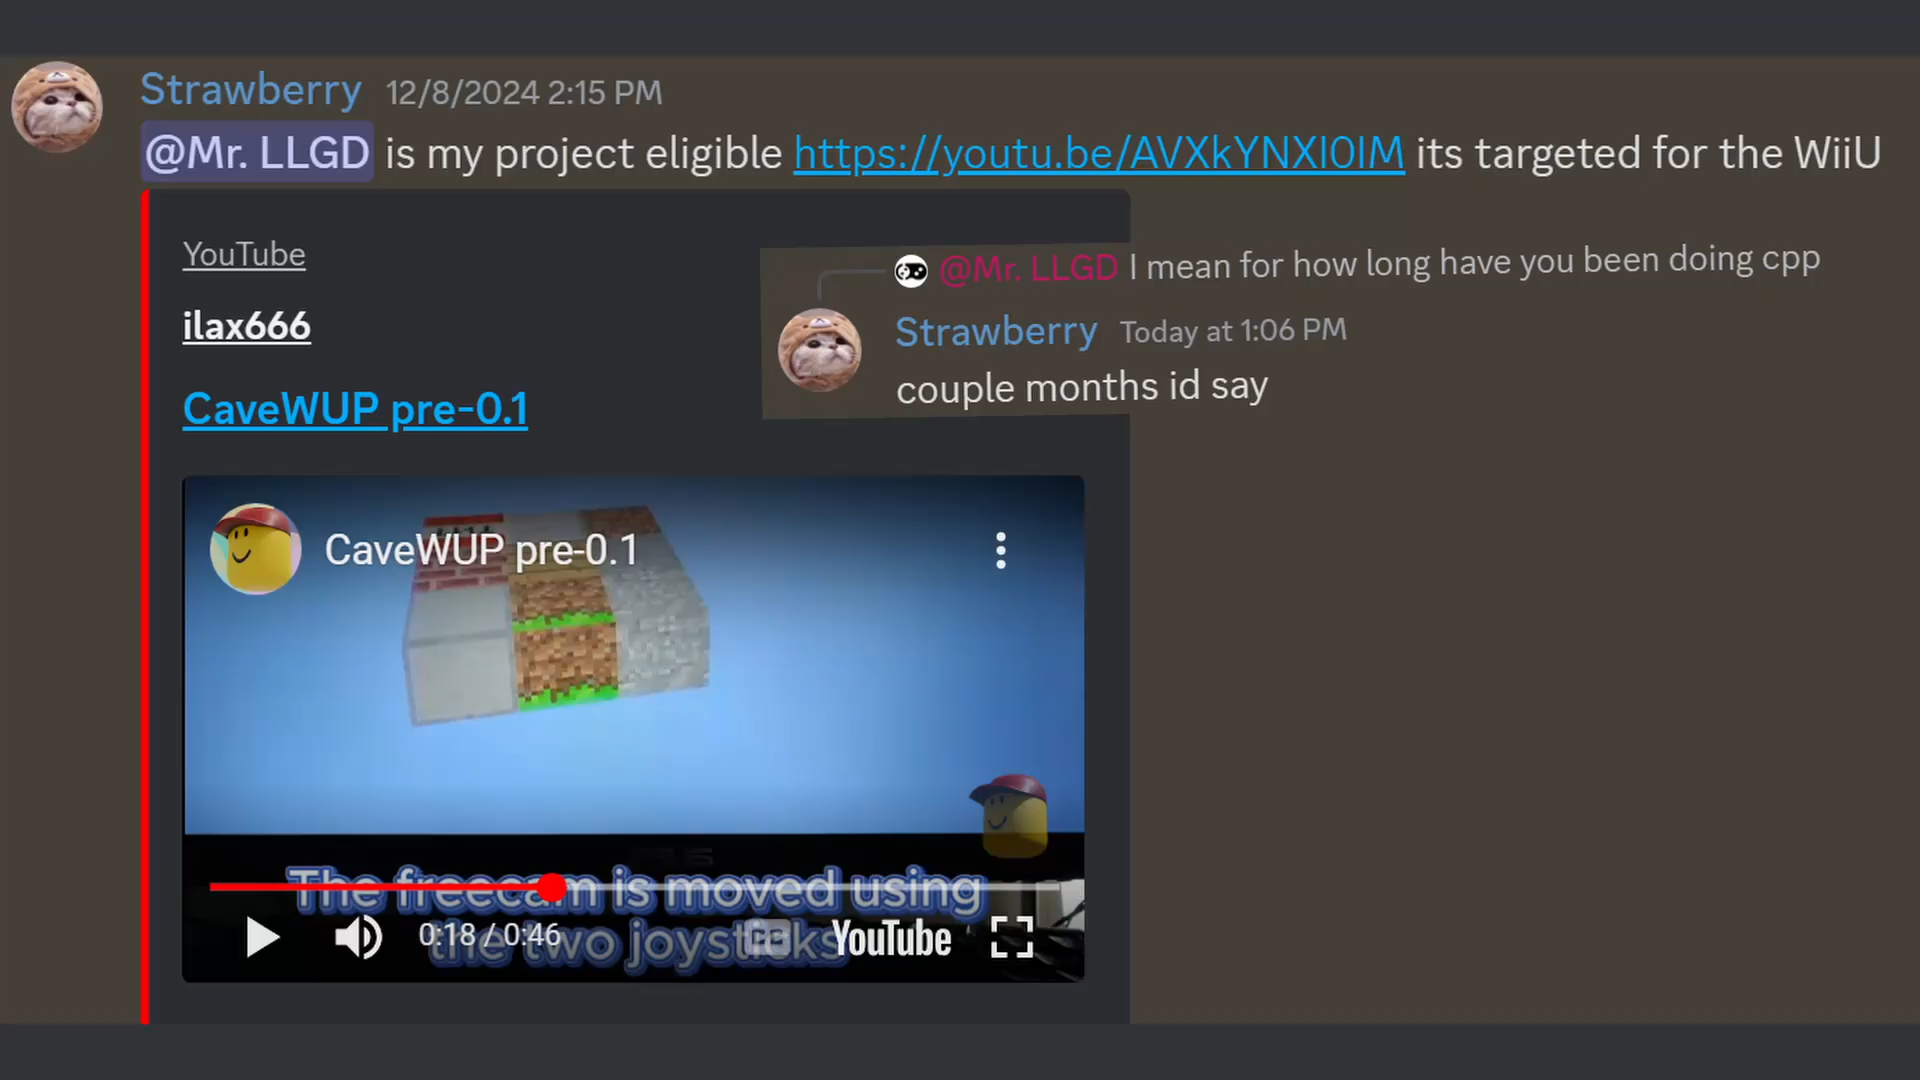 Strawberry 12/8/2024 2:15 PM
@Mr. LLGD is my project eligible https://youtu.be/AVXkYNXI0IM its targeted for the WiiU
YouTube
ilax666
CaveWUP pre-0.1
@Mr. LLGD I mean for how long have you been doing cpp
Strawberry Today at 1:06 PM
couple months id say
CaveWUP pre-0.1
The freecam is moved using
the two joysticks
0:18 / 0:46
YouTube